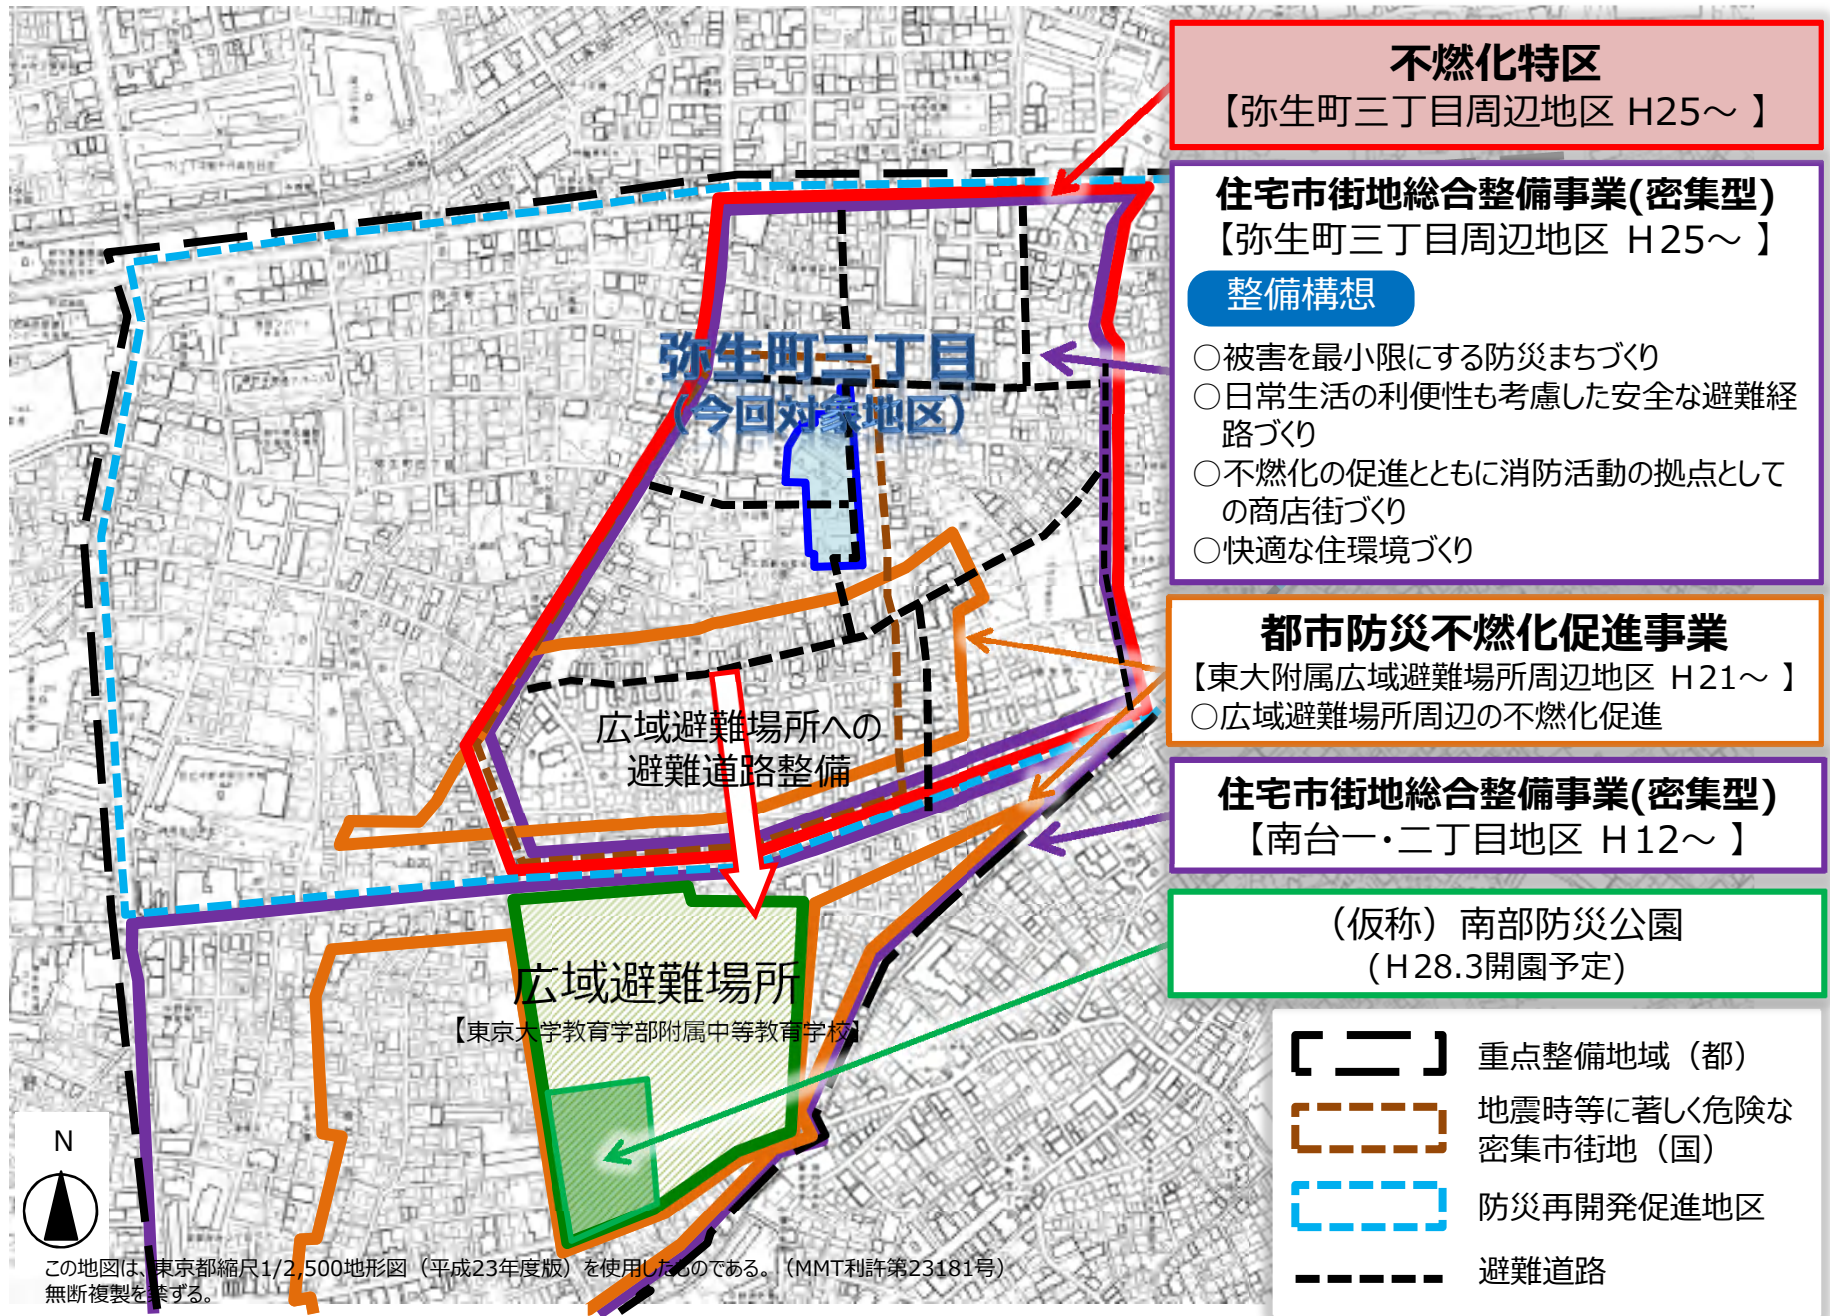 不燃化特区
【弥生町三丁目周辺地区 H25～ 】
住宅市街地総合整備事業(密集型)
【弥生町三丁目周辺地区 H25～ 】
整備構想
○被害を最小限にする防災まちづくり
○日常生活の利便性も考慮した安全な避難経
路づくり
○不燃化の促進とともに消防活動の拠点として
の商店街づくり
○快適な住環境づくり
弥生町三丁目
（今回対象地区）
都市防災不燃化促進事業
【東大附属広域避難場所周辺地区 H21～ 】
○広域避難場所周辺の不燃化促進
広域避難場所への
避難道路整備
住宅市街地総合整備事業(密集型)
【南台一・二丁目地区 H12～ 】
（仮称）南部防災公園
(H28.3開園予定)
広域避難場所
【東京大学教育学部附属中等教育学校】
重点整備地域（都）
地震時等に著しく危険な
密集市街地（国）
防災再開発促進地区
避難道路
N
この地図は、東京都縮尺1/2,500地形図（平成23年度版）を使用したものである。（MMT利許第23181号）
無断複製を禁ずる。